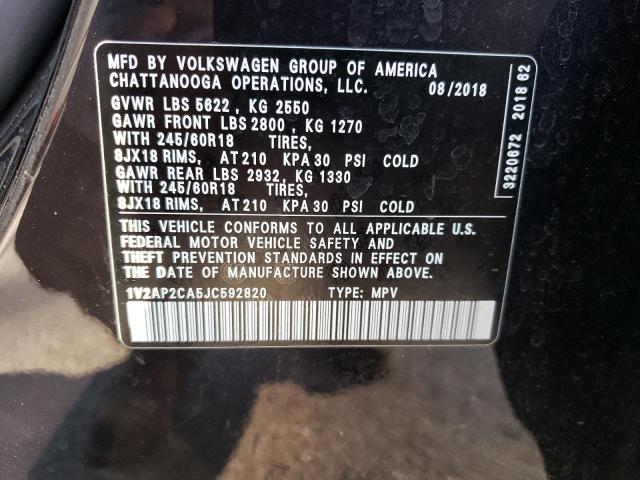 MFD BY VOLKSWAGEN GROUP OF AMERICA
CHATTANOOGA OPERATIONS, LLC. 08/2018
GVWR LBS 5622 , KG 2550
GAWR FRONT LBS 2800 , KG 1270
WITH 245/60R18 TIRES,
8JX18 RIMS, AT 210 KPA 30 PSI COLD
GAWR REAR LBS 2932, KG 1330
WITH 245/60R18 TIRES,
8JX18 RIMS, AT 210 KPA 30 PSI COLD
THIS VEHICLE CONFORMS TO ALL APPLICABLE U.S.
FEDERAL MOTOR VEHICLE SAFETY AND
THEFT PREVENTION STANDARDS IN EFFECT ON
THE DATE OF MANUFACTURE SHOWN ABOVE.
1V2AP2CA5JC592820 TYPE: MPV
3220672 2018 62